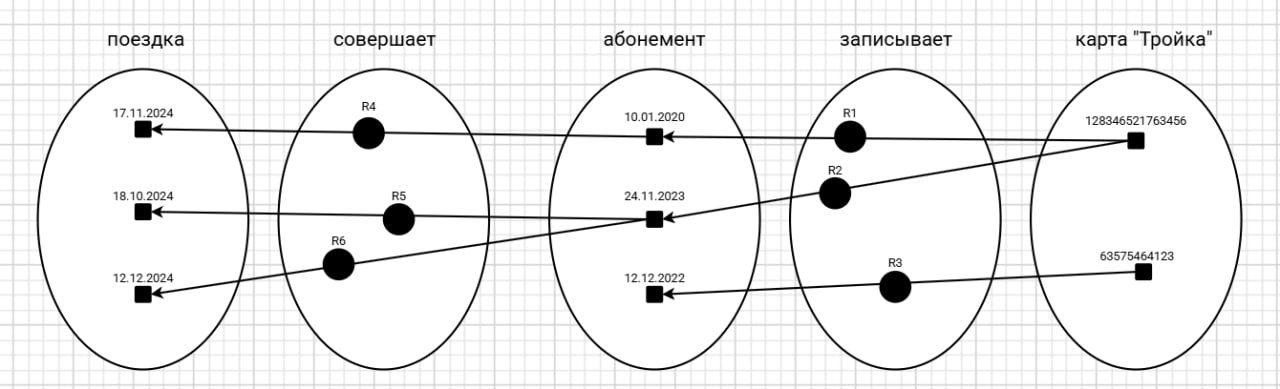 поездка
совершает
абонемент
записывает
карта "Тройка"
17.11.2024
R4
10.01.2020
R1
128346521763456
18.10.2024
R5
24.11.2023
R2
12.12.2024
R6
12.12.2022
R3
63575464123